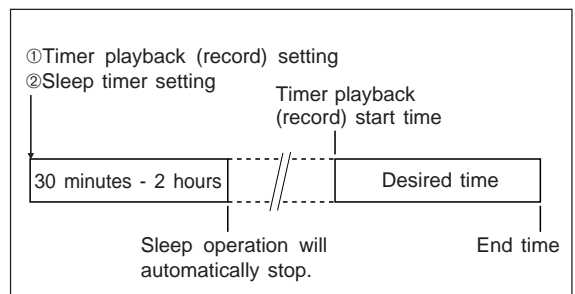 ①Timer playback (record) setting
②Sleep timer setting
Timer playback
(record) start time
30 minutes - 2 hours
Desired time
Sleep operation will
automatically stop.
End time